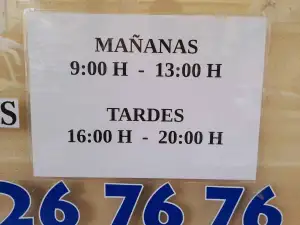 MAÑANAS
9:00 H - 13:00 H
TARDES
S
16:00 H - 20:00 H
26 76 76